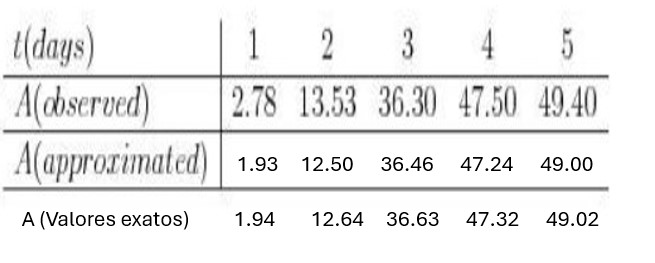 t(days) 1 2 3 4 5
A(observed) 2.78 13.53 36.30 47.50 49.40
A(approximated) 1.93 12.50 36.46 47.24 49.00
A (Valores exatos) 1.94 12.64 36.63 47.32 49.02